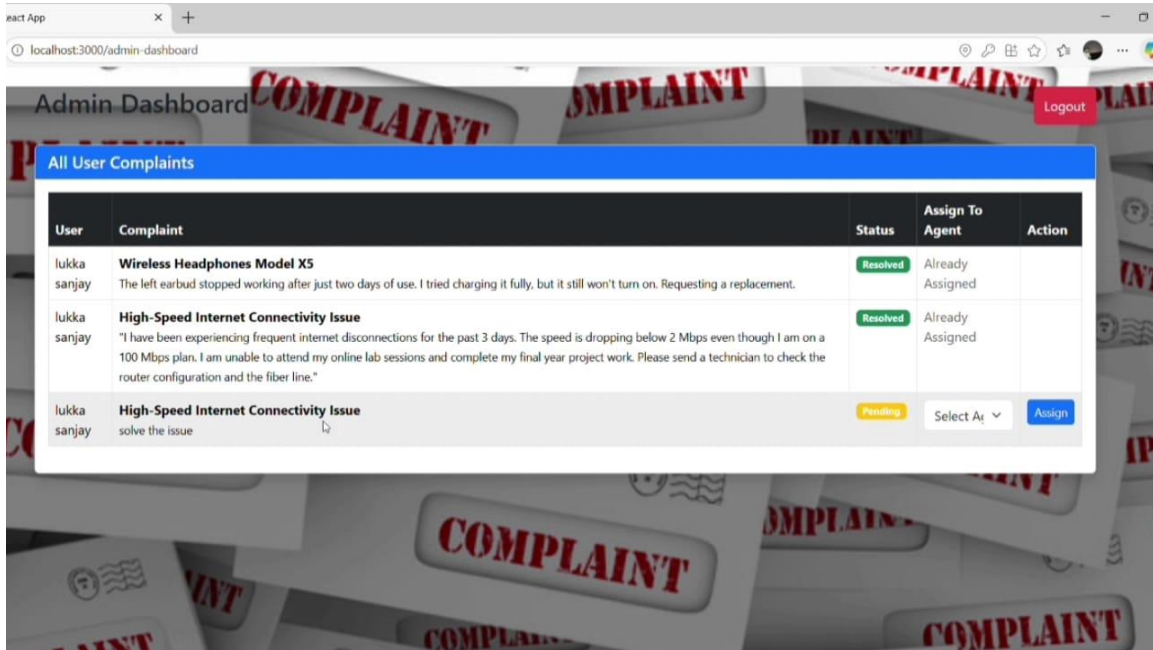 eact App
localhost:3000/admin-dashboard
Admin Dashboard
COMPLAINT
Logout
All User Complaints
User Complaint Status Assign To Agent Action
lukka sanjay
Wireless Headphones Model X5
The left earbud stopped working after just two days of use. I tried charging it fully, but it still won't turn on. Requesting a replacement.
Resolved
Already Assigned
lukka sanjay
High-Speed Internet Connectivity Issue
"I have been experiencing frequent internet disconnections for the past 3 days. The speed is dropping below 2 Mbps even though I am on a
100 Mbps plan. I am unable to attend my online lab sessions and complete my final year project work. Please send a technician to check the
router configuration and the fiber line."
Resolved
Already Assigned
lukka sanjay
High-Speed Internet Connectivity Issue
solve the issue
Pending
Select Ag
Assign
COMPLAINT
COMPLAINT